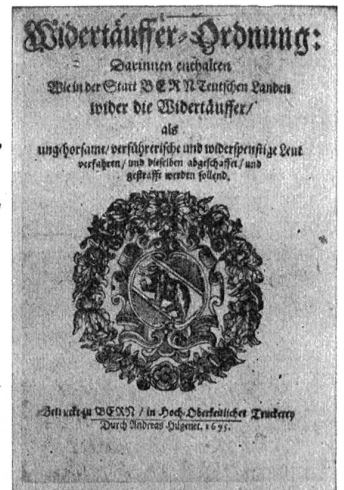 Widertäuffer-Ordnung:
Darinnen enthalten
Wie in der Statt BERN Teutschen Landen
wider die Widertäuffer/
als
ungehorsame/ verführerische und widerspenstige Leut
verfahren/ und dieselben abgeschaffet/ und
gestrafft werden sollend.
Getruckt zu BERN/ in Hoch-Oberkeitlicher Truckerey
Durch Andreas Hügenet. 1695.